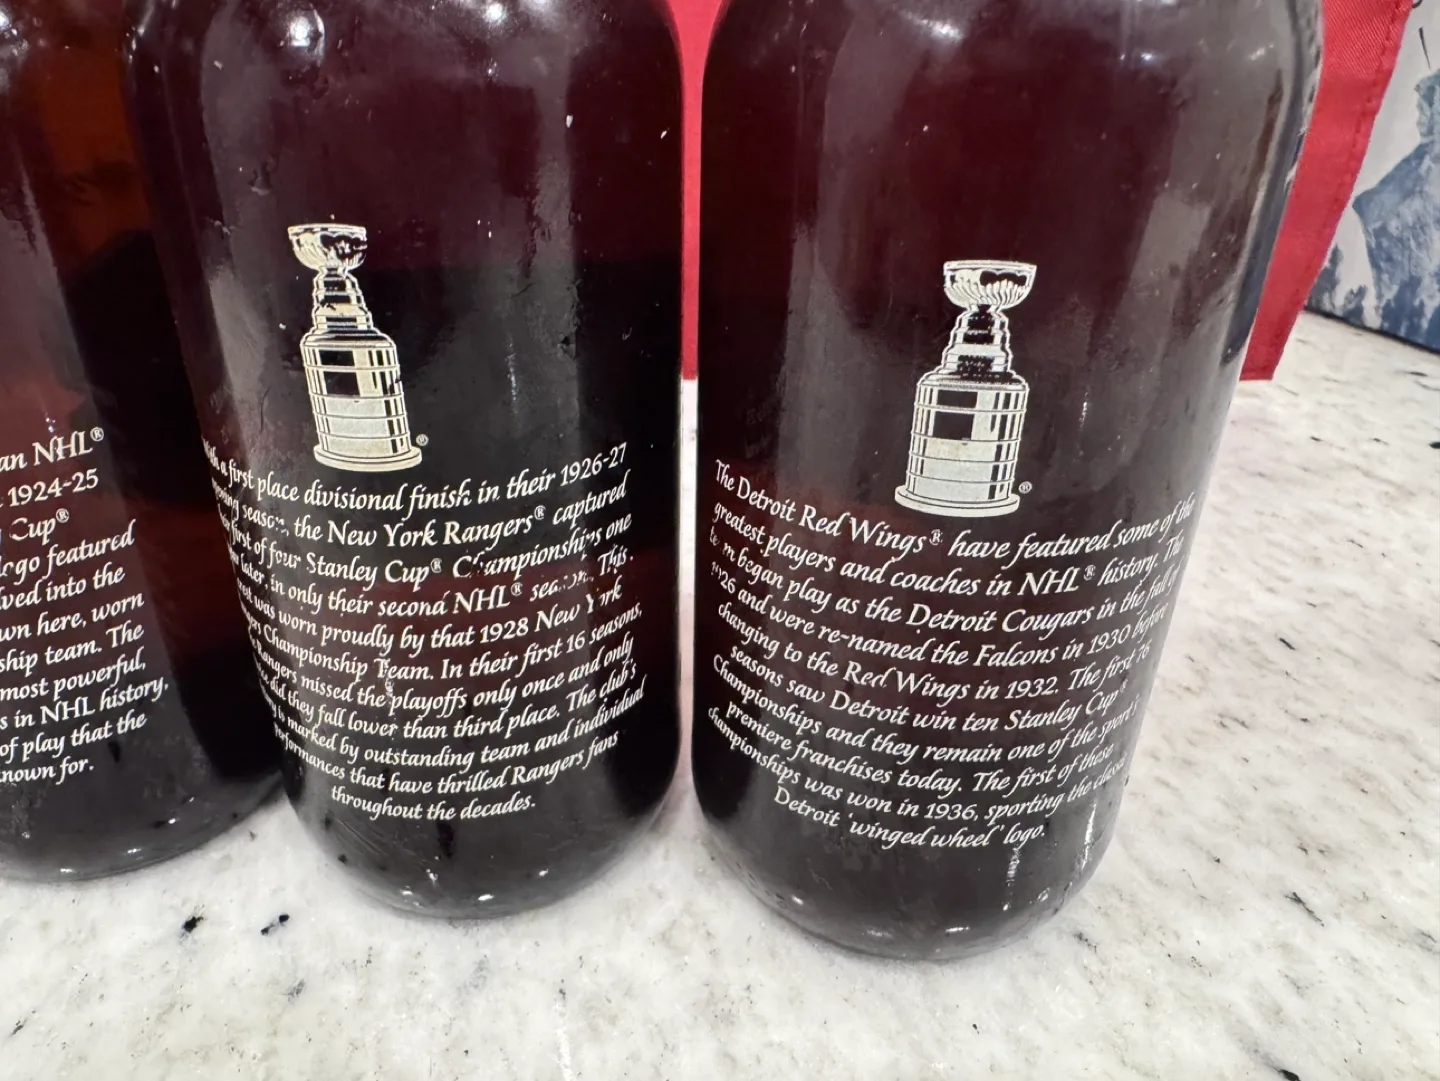 an NHL®
1924-25
Cup®
go featured
ved into the
wn here, worn
ship team. The
most powerful,
s in NHL history.
of play that the
nown for.
a first place divisional finish in their 1926-27
season, the New York Rangers® captured
first of four Stanley Cup® Championships one
later, in only their second NHL® season. This
was worn proudly by that 1928 New York
Championship Team. In their first 16 seasons,
Rangers missed the playoffs only once and only
did they fall lower than third place. The club's
is marked by outstanding team and individual
performances that have thrilled Rangers fans
throughout the decades.
®
The Detroit Red Wings® have featured some of the
greatest players and coaches in NHL® history. The
team began play as the Detroit Cougars in the fall of
1926 and were re-named the Falcons in 1930 before
changing to the Red Wings in 1932. The first 76
seasons saw Detroit win ten Stanley Cup®
Championships and they remain one of the sport's
premiere franchises today. The first of these
championships was won in 1936, sporting the classic
Detroit 'winged wheel' logo.
®